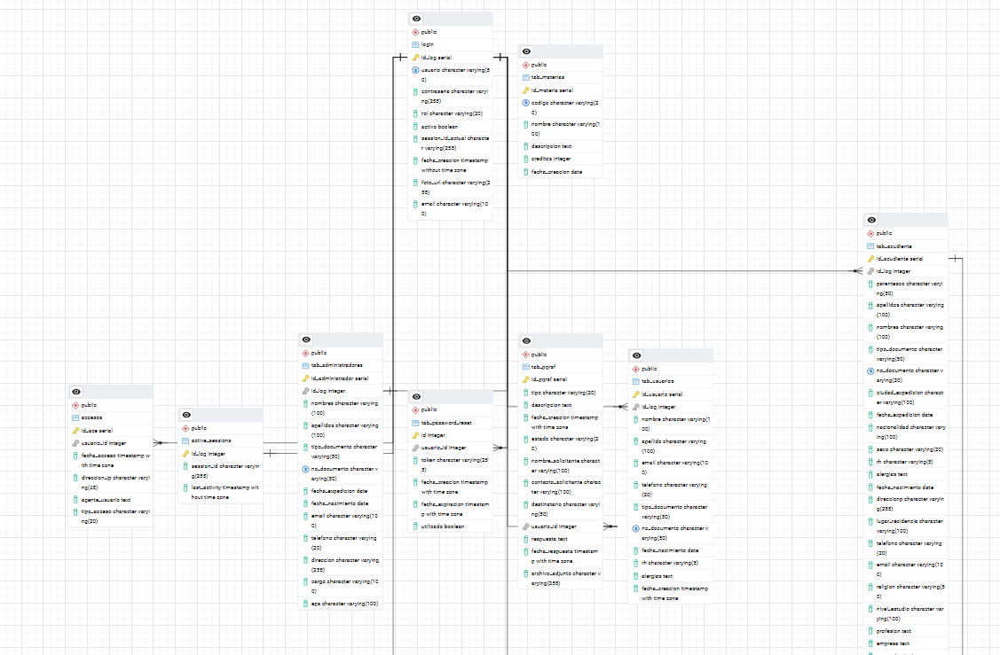 public
login
id_log serial
usuario character varying(5
0)
contrasena character varyi
ng(255)
rol character varying(20)
activo boolean
session_id_actual characte
r varying(255)
fecha_creacion timestamp
without time zone
foto_url character varying(2
55)
email character varying(10
0)
public
tab_materias
id_materia serial
codigo character varying(2
0)
nombre character varying(1
00)
descripcion text
creditos integer
fecha_creacion date
public
tab_acudiente
id_acudiente serial
id_log integer
parentesco character varyi
ng(50)
apellidos character varying
(100)
nombres character varying
(100)
tipo_documento character
varying(50)
no_documento character v
arying(20)
ciudad_expedicion charact
er varying(100)
fecha_expedicion date
nacionalidad character vary
ing(100)
sexo character varying(20)
rh character varying(5)
alergias text
fecha_nacimiento date
direccionp character varyi
ng(255)
lugar_residencia character
varying(100)
telefono character varying
(20)
email character varying(10
0)
religion character varying(5
0)
nivel_estudio character var
ying(100)
profesion text
empresa text
public
accesos
id_acc serial
usuario_id integer
fecha_acceso timestamp w
ith time zone
direccion_ip character varyi
ng(45)
agente_usuario text
tipo_acceso character varyi
ng(20)
public
active_sessions
id_log integer
session_id character varyin
g(255)
last_activity timestamp wit
hout time zone
public
tab_administradores
id_administrador serial
id_log integer
nombres character varying
(100)
apellidos character varying
(100)
tipo_documento character
varying(50)
no_documento character v
arying(50)
fecha_expedicion date
fecha_nacimiento date
email character varying(10
0)
telefono character varying
(20)
direccion character varying
(255)
cargo character varying(10
0)
eps character varying(100)
public
tab_password_reset
id integer
usuario_id integer
token character varying(25
5)
fecha_creacion timestamp
with time zone
fecha_expiracion timestam
p with time zone
utilizado boolean
public
tab_pqrsf
id_pqrsf serial
tipo character varying(20)
descripcion text
fecha_creacion timestamp
with time zone
estado character varying(2
0)
nombre_solicitante charact
er varying(100)
contacto_solicitante charac
ter varying(100)
destinatario character varyi
ng(50)
usuario_id integer
respuesta text
fecha_respuesta timestam
p with time zone
archivo_adjunto character v
arying(255)
public
tab_usuarios
id_usuario serial
id_log integer
nombre character varying(1
00)
apellido character varying
(100)
email character varying(10
0)
telefono character varying
(20)
tipo_documento character
varying(50)
no_documento character v
arying(50)
fecha_nacimiento date
rh character varying(5)
alergias text
fecha_creacion timestamp
with time zone